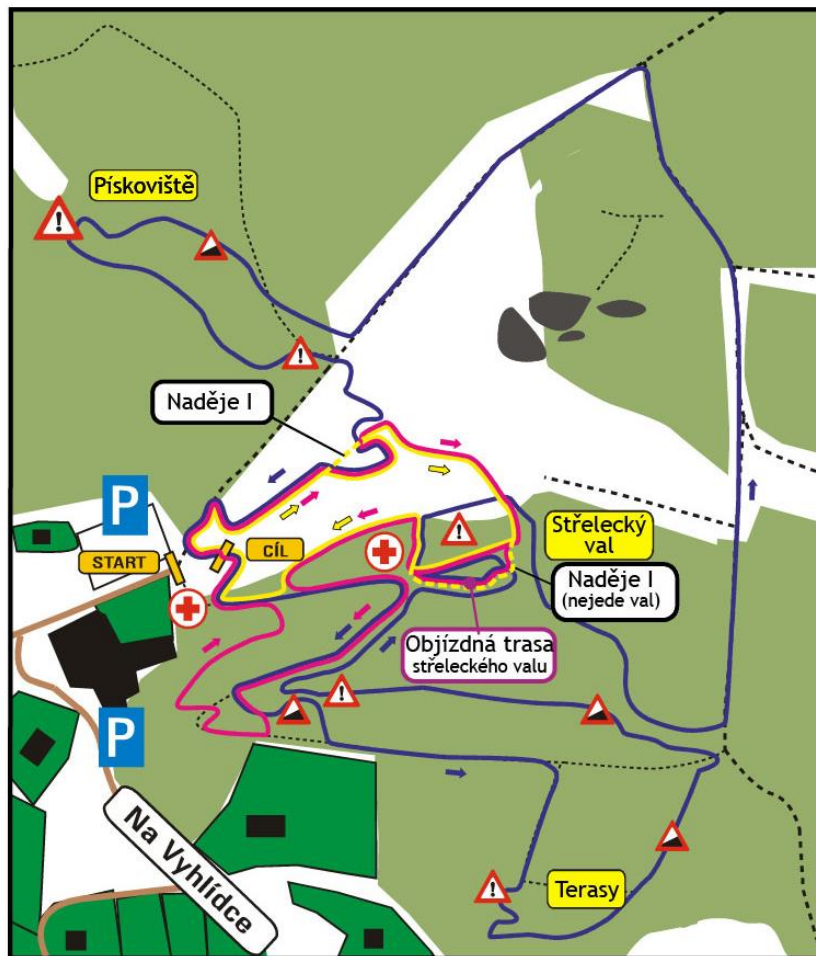 Pískoviště
!
!
Naděje I
P
START
CÍL
!
Střelecký
val
Naděje I
(nejede val)
Objízdná trasa
střeleckého valu
!
P
Na Vyhlídce
!
Terasy